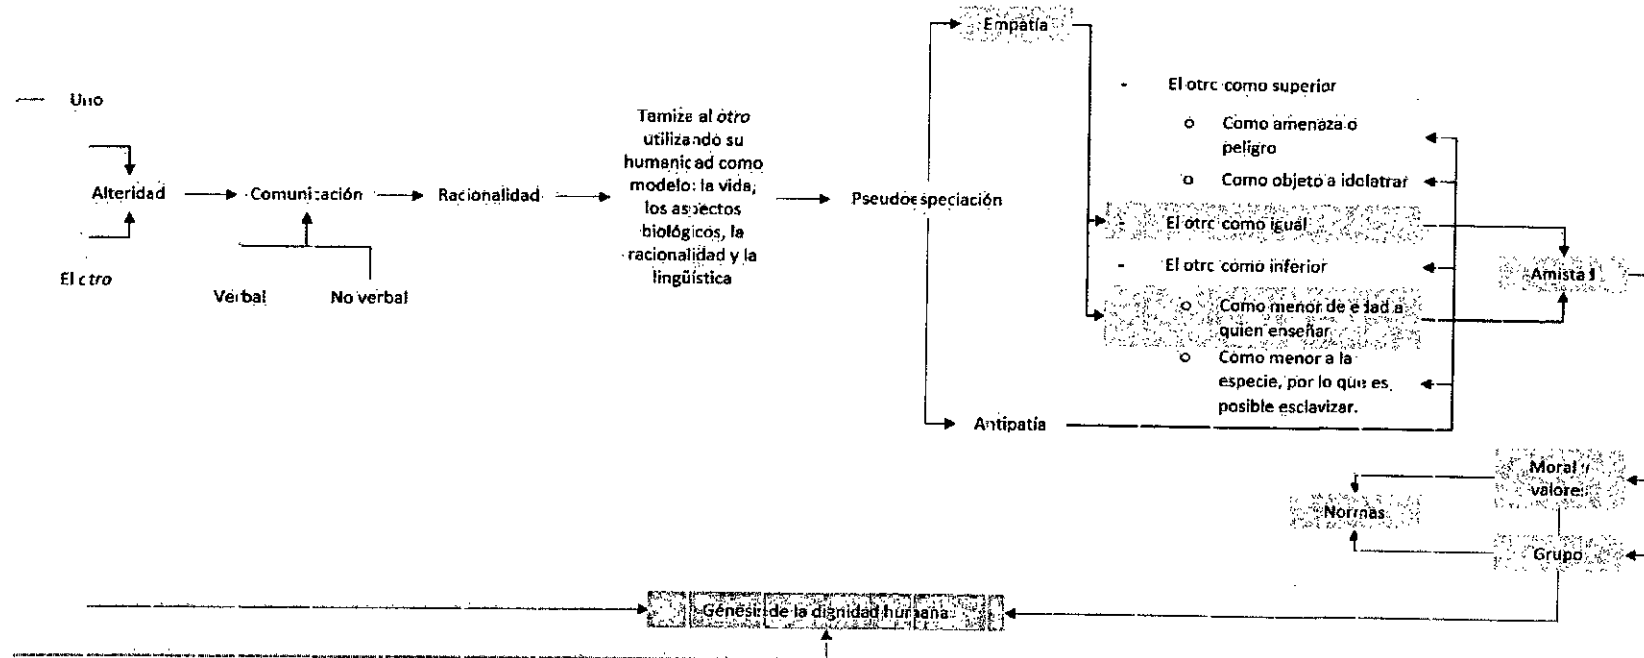 Uno
El otro
Alteridad
Comunicación
Verbal
No verbal
Racionalidad
Tamiza al otro
utilizando su
humanidad como
modelo: la vida,
los aspectos
biológicos, la
racionalidad y la
lingüística
Pseudoespeciación
Empatía
- El otro como superior
o Como amenaza o
peligro
o Como objeto a idolatrar
- El otro como igual
- El otro como inferior
o Como menor de edad a
quien enseñar
o Como menor a la
especie, por lo que es
posible esclavizar.
Antipatía
Amistad
Moral y
valores
Normas
Grupo
Génesis de la dignidad humana